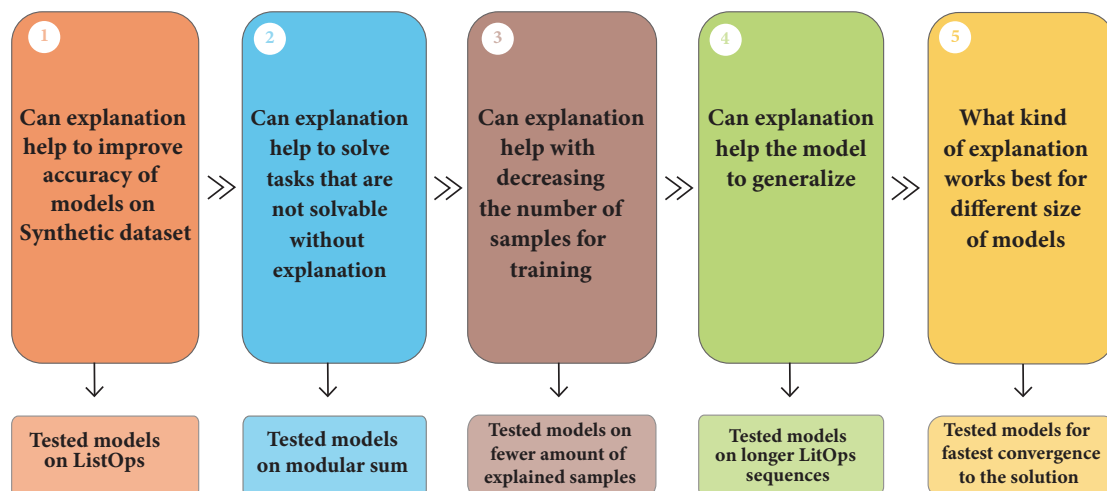 1
Can explanation
help to improve
accuracy of
models on
Synthetic dataset
2
Can explanation
help to solve
tasks that are
not solvable
without
explanation
3
Can explanation
help with
decreasing
the number of
samples for
training
4
Can explanation
help the model
to generalize
5
What kind
of explanation
works best for
different size
of models
Tested models
on ListOps
Tested models
on modular sum
Tested models on
fewer amount of
explained samples
Tested models
on longer LitOps
sequences
Tested models for
fastest convergence
to the solution